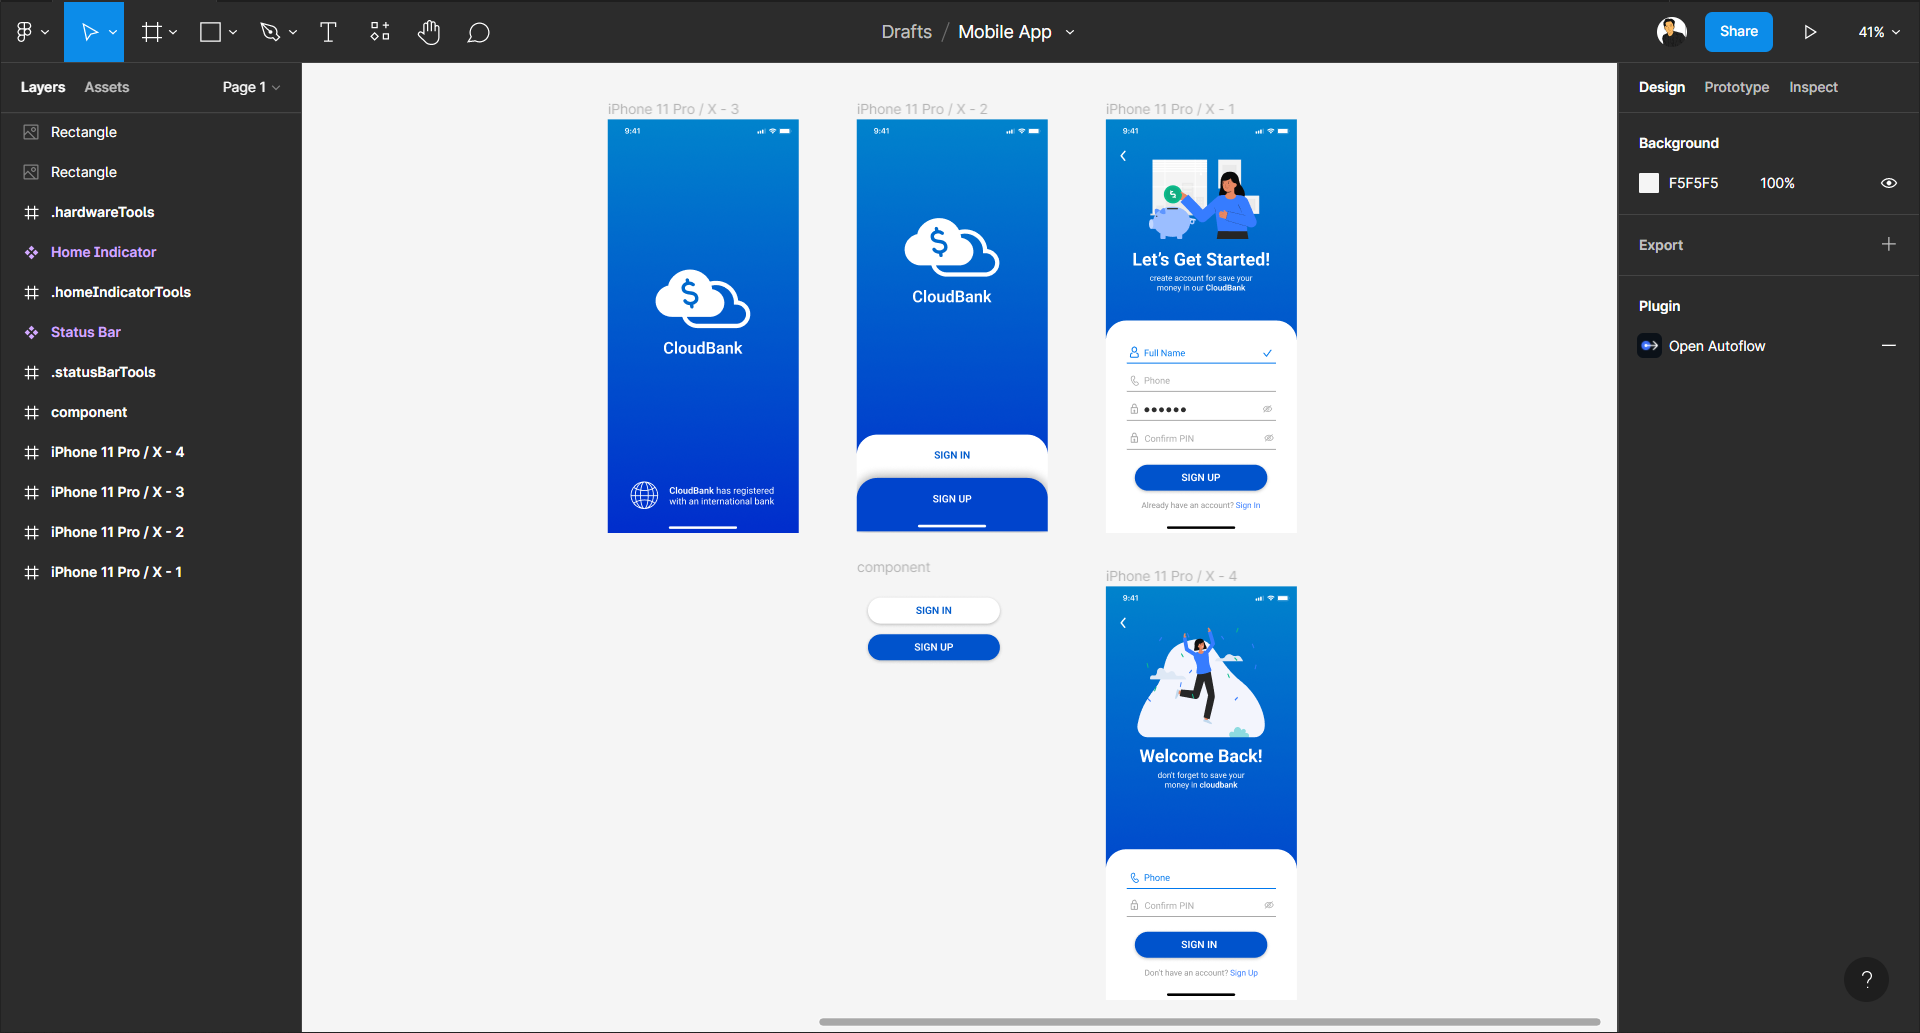 Drafts / Mobile App
Share
41%
Layers
Assets
Page 1
Rectangle
Rectangle
.hardwareTools
Home Indicator
.homeIndicatorTools
Status Bar
.statusBarTools
component
iPhone 11 Pro / X - 4
iPhone 11 Pro / X - 3
iPhone 11 Pro / X - 2
iPhone 11 Pro / X - 1
iPhone 11 Pro / X - 3
9:41
CloudBank
CloudBank has registered
with an international bank
iPhone 11 Pro / X - 2
9:41
CloudBank
SIGN IN
SIGN UP
component
SIGN IN
SIGN UP
iPhone 11 Pro / X - 1
9:41
Let's Get Started!
create account for save your
money in our CloudBank
Full Name
Phone
Confirm PIN
SIGN UP
Already have an account? Sign In
iPhone 11 Pro / X - 4
9:41
Welcome Back!
don't forget to save your
money in cloudbank
Phone
Confirm PIN
SIGN IN
Don't have an account? Sign Up
Design
Prototype
Inspect
Background
F5F5F5
100%
Export
Plugin
Open Autoflow
?